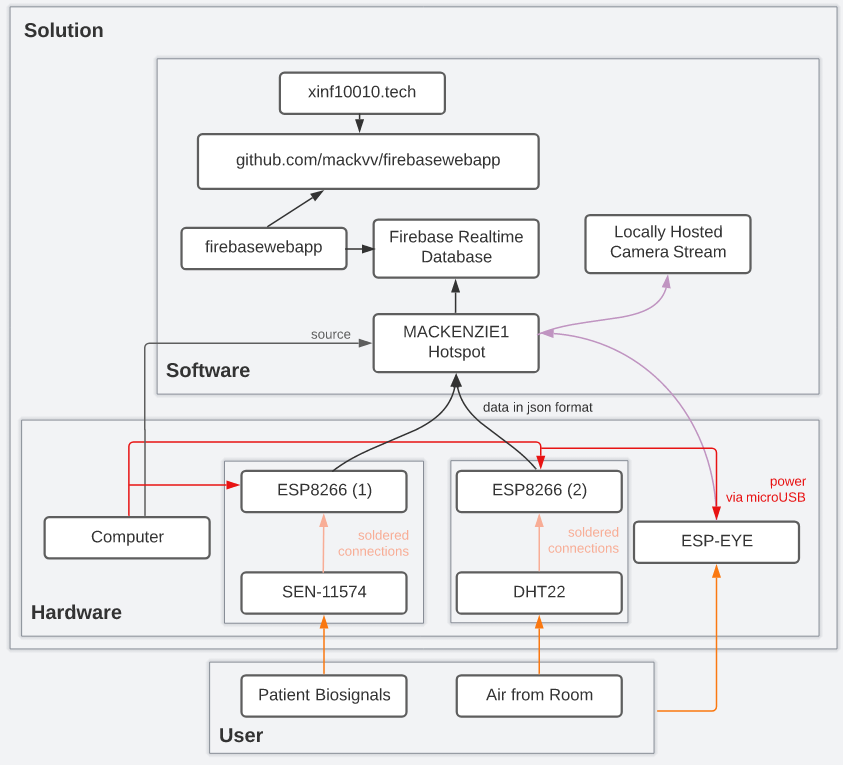 Solution
xinf10010.tech
github.com/mackvv/firebasewebapp
firebasewebapp
Firebase Realtime
Database
Locally Hosted
Camera Stream
source
MACKENZIE1
Hotspot
Software
data in json format
ESP8266 (1)
ESP8266 (2)
power
via microUSB
Computer
soldered
connections
soldered
connections
ESP-EYE
SEN-11574
DHT22
Hardware
Patient Biosignals
Air from Room
User